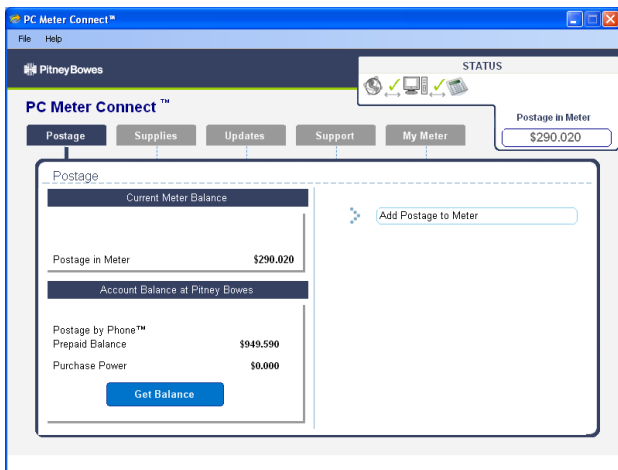 PC Meter Connect™
File Help
Pitney Bowes
STATUS
PC Meter Connect ™
Postage in Meter
$290.020
Postage Supplies Updates Support My Meter
Postage
Current Meter Balance
Add Postage to Meter
Postage in Meter $290.020
Account Balance at Pitney Bowes
Postage by Phone™
Prepaid Balance $949.590
Purchase Power $0.000
Get Balance